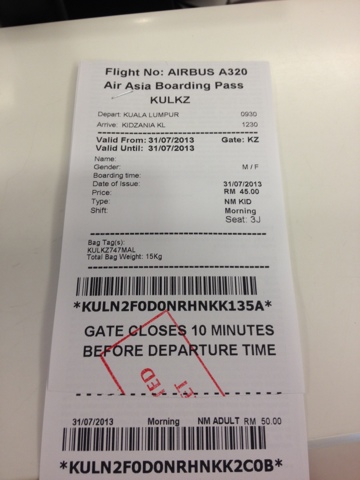 Flight No: AIRBUS A320
Air Asia Boarding Pass
KULKZ
Depart: KUALA LUMPUR 0930
Arrive: KIDZANIA KL 1230
Valid From: 31/07/2013 Gate: KZ
Valid Until: 31/07/2013
Name:
Gender: M / F
Boarding time:
Date of Issue: 31/07/2013
Price: RM 45.00
Type: NM KID
Shift: Morning
Seat: 3J
Bag Tag(s):
KULKZ747MAL
Total Bag Weight: 15Kg
*KULN2F0D0NRHNKK135A*
GATE CLOSES 10 MINUTES
BEFORE DEPARTURE TIME
31/07/2013 Morning NM ADULT RM 50.00
*KULN2F0D0NRHNKK2C0B*